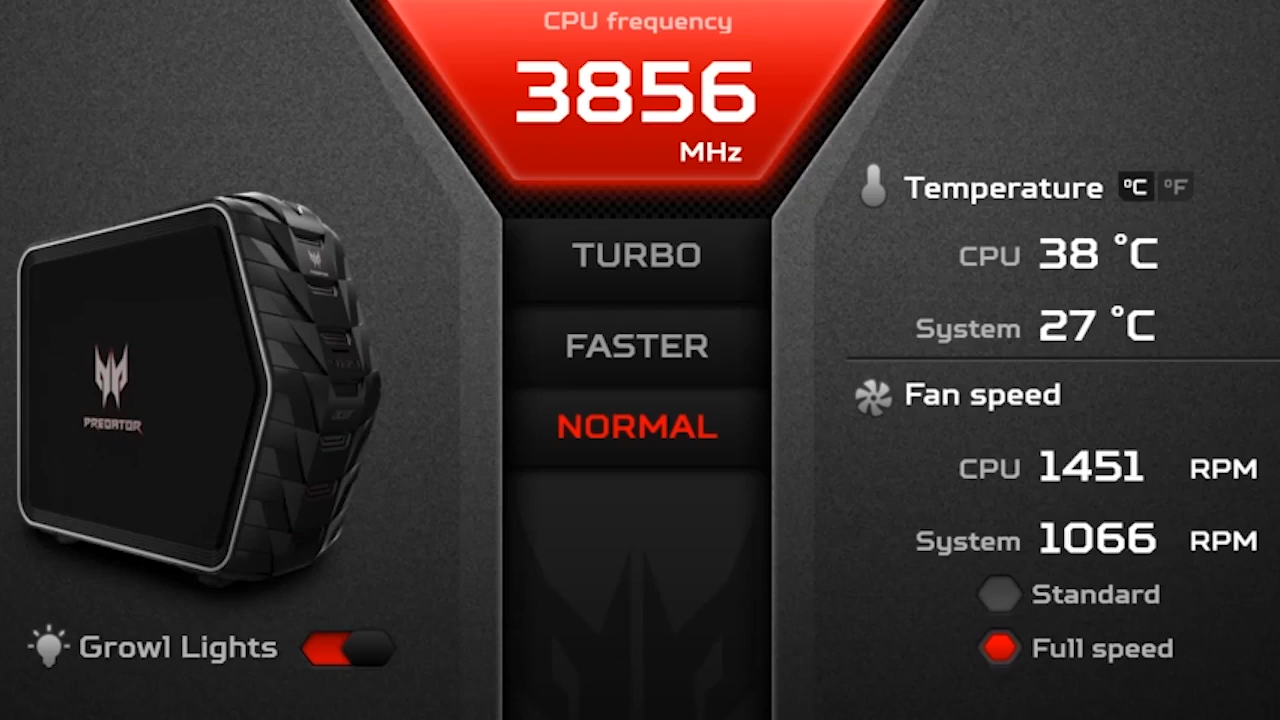 CPU frequency
3856
MHz
TURBO
FASTER
NORMAL
PREDATOR
Growl Lights
Temperature °C °F
CPU 38 °C
System 27 °C
Fan speed
CPU 1451 RPM
System 1066 RPM
Standard
Full speed